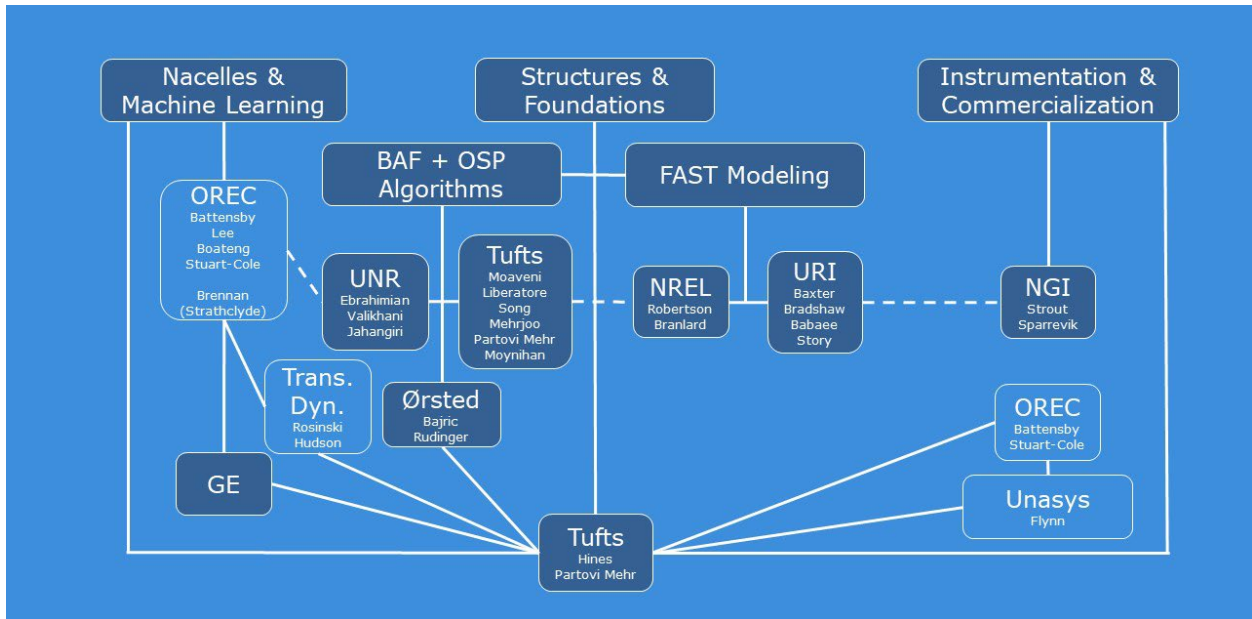 Nacelles &
Machine Learning
Structures &
Foundations
Instrumentation &
Commercialization
BAF + OSP
Algorithms
FAST Modeling
OREC
Battensby
Lee
Boateng
Stuart-Cole
Brennan
(Strathclyde)
UNR
Ebrahimian
Valikhani
Jahangiri
Tufts
Moaveni
Liberatore
Song
Mehrjoo
Partovi Mehr
Moynihan
NREL
Robertson
Branlard
URI
Baxter
Bradshaw
Babaee
Story
NGI
Strout
Sparrevik
Trans.
Dyn.
Rosinski
Hudson
Ørsted
Bajric
Rudinger
OREC
Battensby
Stuart-Cole
GE
Unasys
Flynn
Tufts
Hines
Partovi Mehr